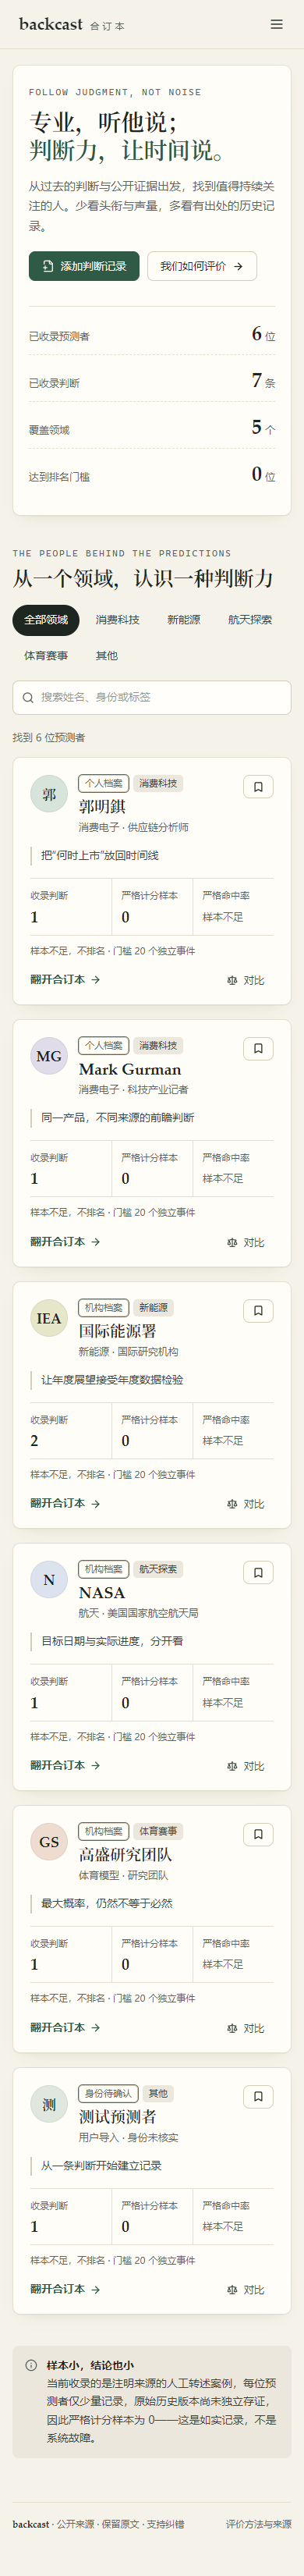 backcast 合订本
FOLLOW JUDGMENT, NOT NOISE
专业，听他说；
判断力，让时间说。
从过去的判断与公开证据出发，找到值得持续关
注的人。少看头衔与声量，多看有出处的历史记
录。
添加判断记录
我们如何评价 →
已收录预测者 6 位
已收录判断 7 条
覆盖领域 5 个
达到排名门槛 0 位
THE PEOPLE BEHIND THE PREDICTIONS
从一个领域，认识一种判断力
全部领域 消费科技 新能源 航天探索
体育赛事 其他
搜索姓名、身份或标签
找到 6 位预测者
郭
个人档案 消费科技
郭明錤
消费电子 · 供应链分析师
把“何时上市”放回时间线
收录判断 严格计分样本 严格命中率
1 0 样本不足
样本不足，不排名 · 门槛 20 个独立事件
翻开合订本 → 对比
MG
个人档案 消费科技
Mark Gurman
消费电子 · 科技产业记者
同一产品，不同来源的前瞻判断
收录判断 严格计分样本 严格命中率
1 0 样本不足
样本不足，不排名 · 门槛 20 个独立事件
翻开合订本 → 对比
IEA
机构档案 新能源
国际能源署
新能源 · 国际研究机构
让年度展望接受年度数据检验
收录判断 严格计分样本 严格命中率
2 0 样本不足
样本不足，不排名 · 门槛 20 个独立事件
翻开合订本 → 对比
N
机构档案 航天探索
NASA
航天 · 美国国家航空航天局
目标日期与实际进度，分开看
收录判断 严格计分样本 严格命中率
1 0 样本不足
样本不足，不排名 · 门槛 20 个独立事件
翻开合订本 → 对比
GS
机构档案 体育赛事
高盛研究团队
体育模型 · 研究团队
最大概率，仍然不等于必然
收录判断 严格计分样本 严格命中率
1 0 样本不足
样本不足，不排名 · 门槛 20 个独立事件
翻开合订本 → 对比
测
身份待确认 其他
测试预测者
用户导入 · 身份未核实
从一条判断开始建立记录
收录判断 严格计分样本 严格命中率
1 0 样本不足
样本不足，不排名 · 门槛 20 个独立事件
翻开合订本 → 对比
样本小，结论也小
当前收录的是注明来源的人工转述案例，每位预
测者仅少量记录，原始历史版本尚未独立存证，
因此严格计分样本为 0——这是如实记录，不是
系统故障。
backcast · 公开来源 · 保留原文 · 支持纠错 评价方法与来源